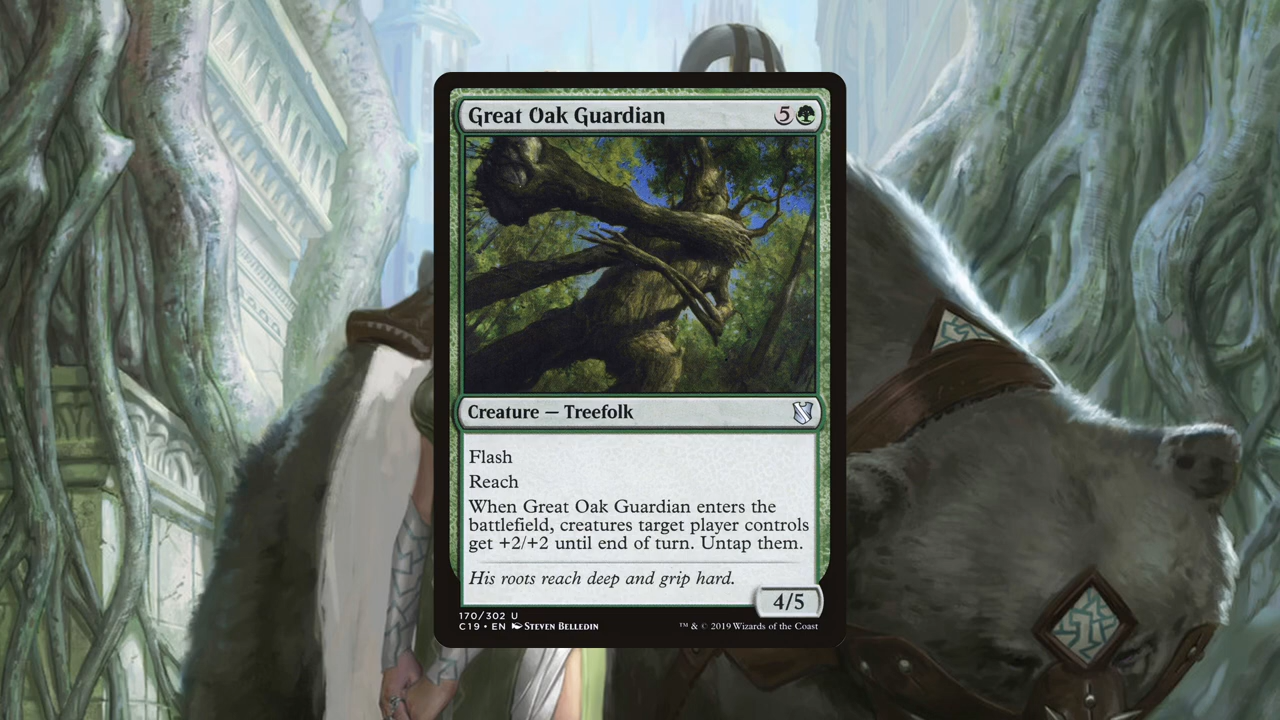 Great Oak Guardian 5
Creature — Treefolk
Flash
Reach
When Great Oak Guardian enters the
battlefield, creatures target player controls
get +2/+2 until end of turn. Untap them.
His roots reach deep and grip hard.
4/5
170/302 U
C19 • EN Steven Belledin
™ & © 2019 Wizards of the Coast